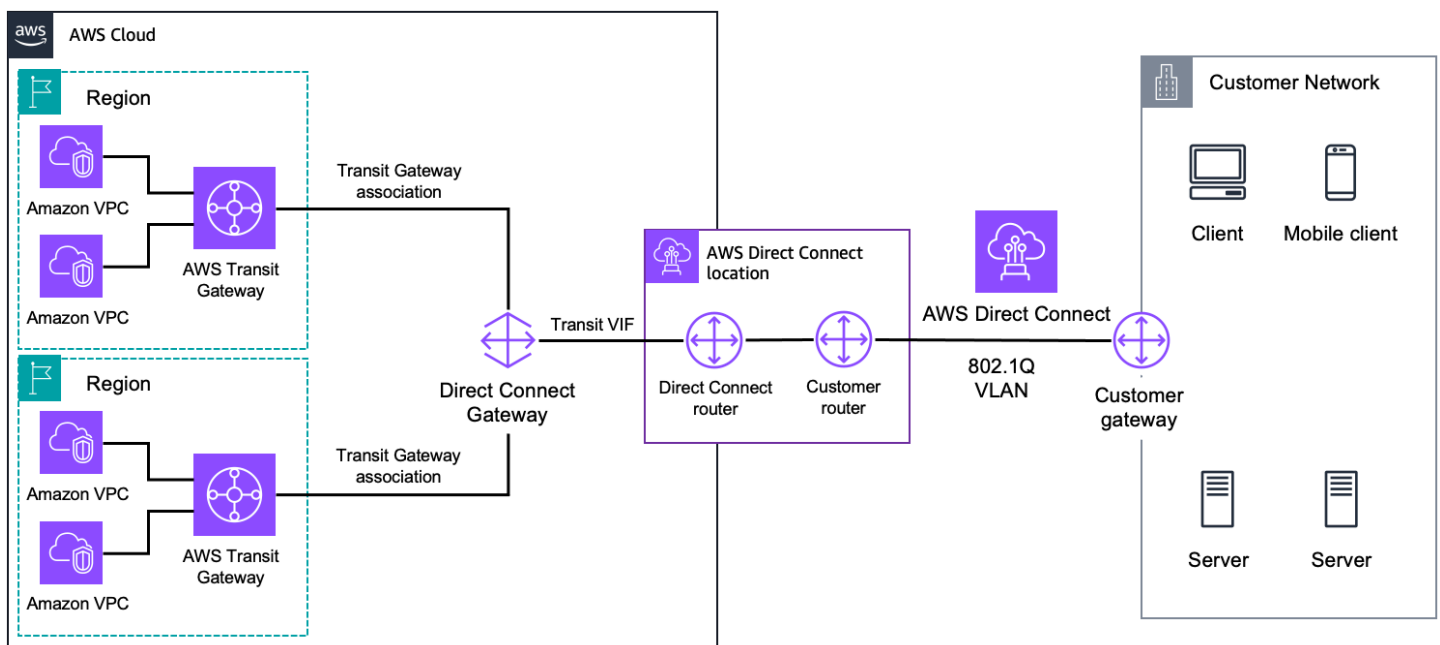 aws
AWS Cloud
Region
Amazon VPC
Amazon VPC
AWS Transit
Gateway
Transit Gateway
association
Region
Amazon VPC
Amazon VPC
AWS Transit
Gateway
Transit Gateway
association
Direct Connect
Gateway
Transit VIF
AWS Direct Connect
location
Direct Connect
router
Customer
router
AWS Direct Connect
802.1Q
VLAN
Customer
gateway
Customer Network
Client
Mobile client
Server
Server